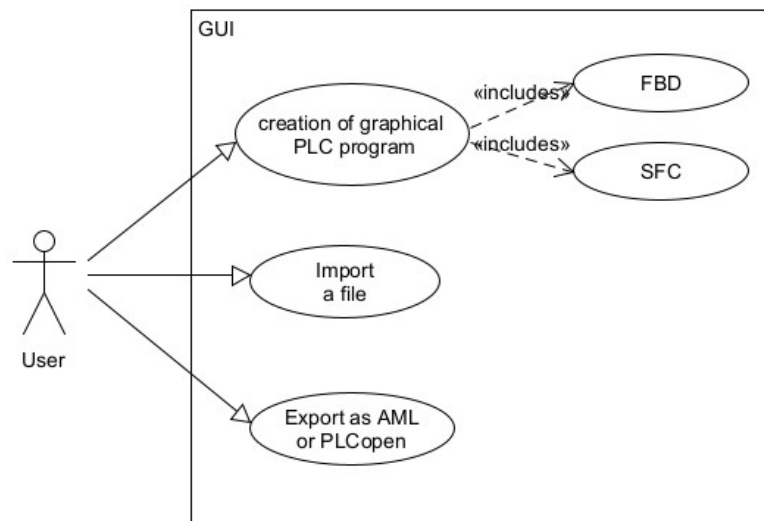 GUI
creation of graphical
PLC program
«includes»
FBD
«includes»
SFC
Import
a file
User
Export as AML
or PLCopen